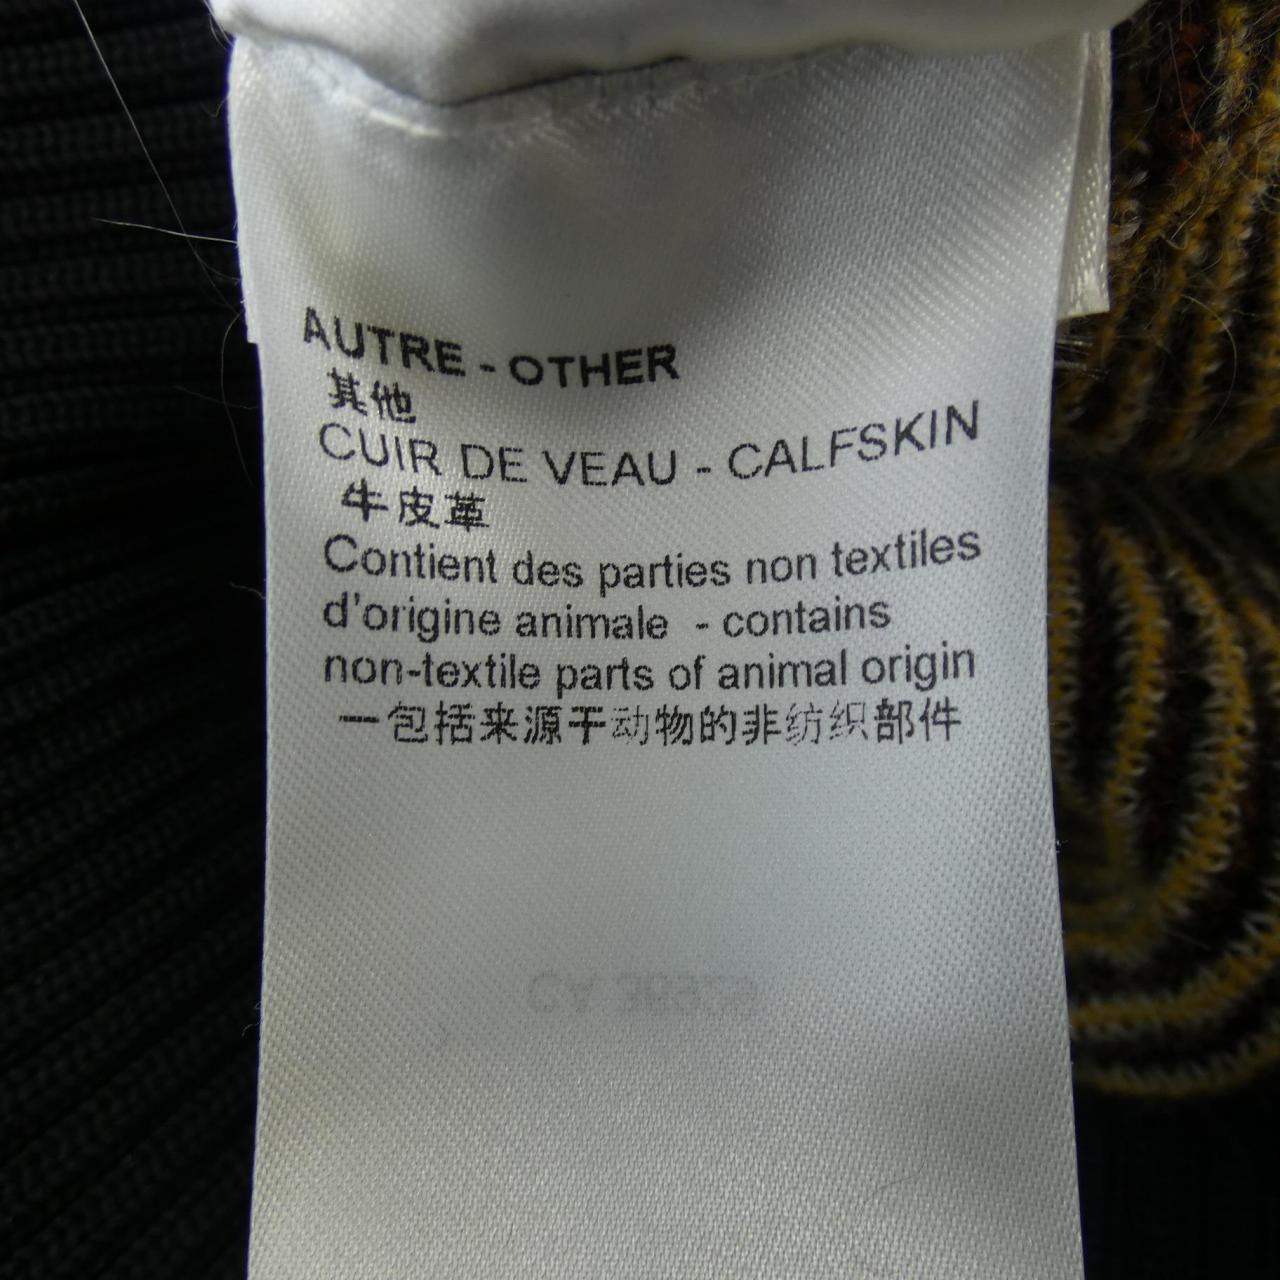 AUTRE - OTHER
其他
CUIR DE VEAU - CALFSKIN
牛皮革
Contient des parties non textiles
d'origine animale - contains
non-textile parts of animal origin
一包括来源于动物的非纺织部件